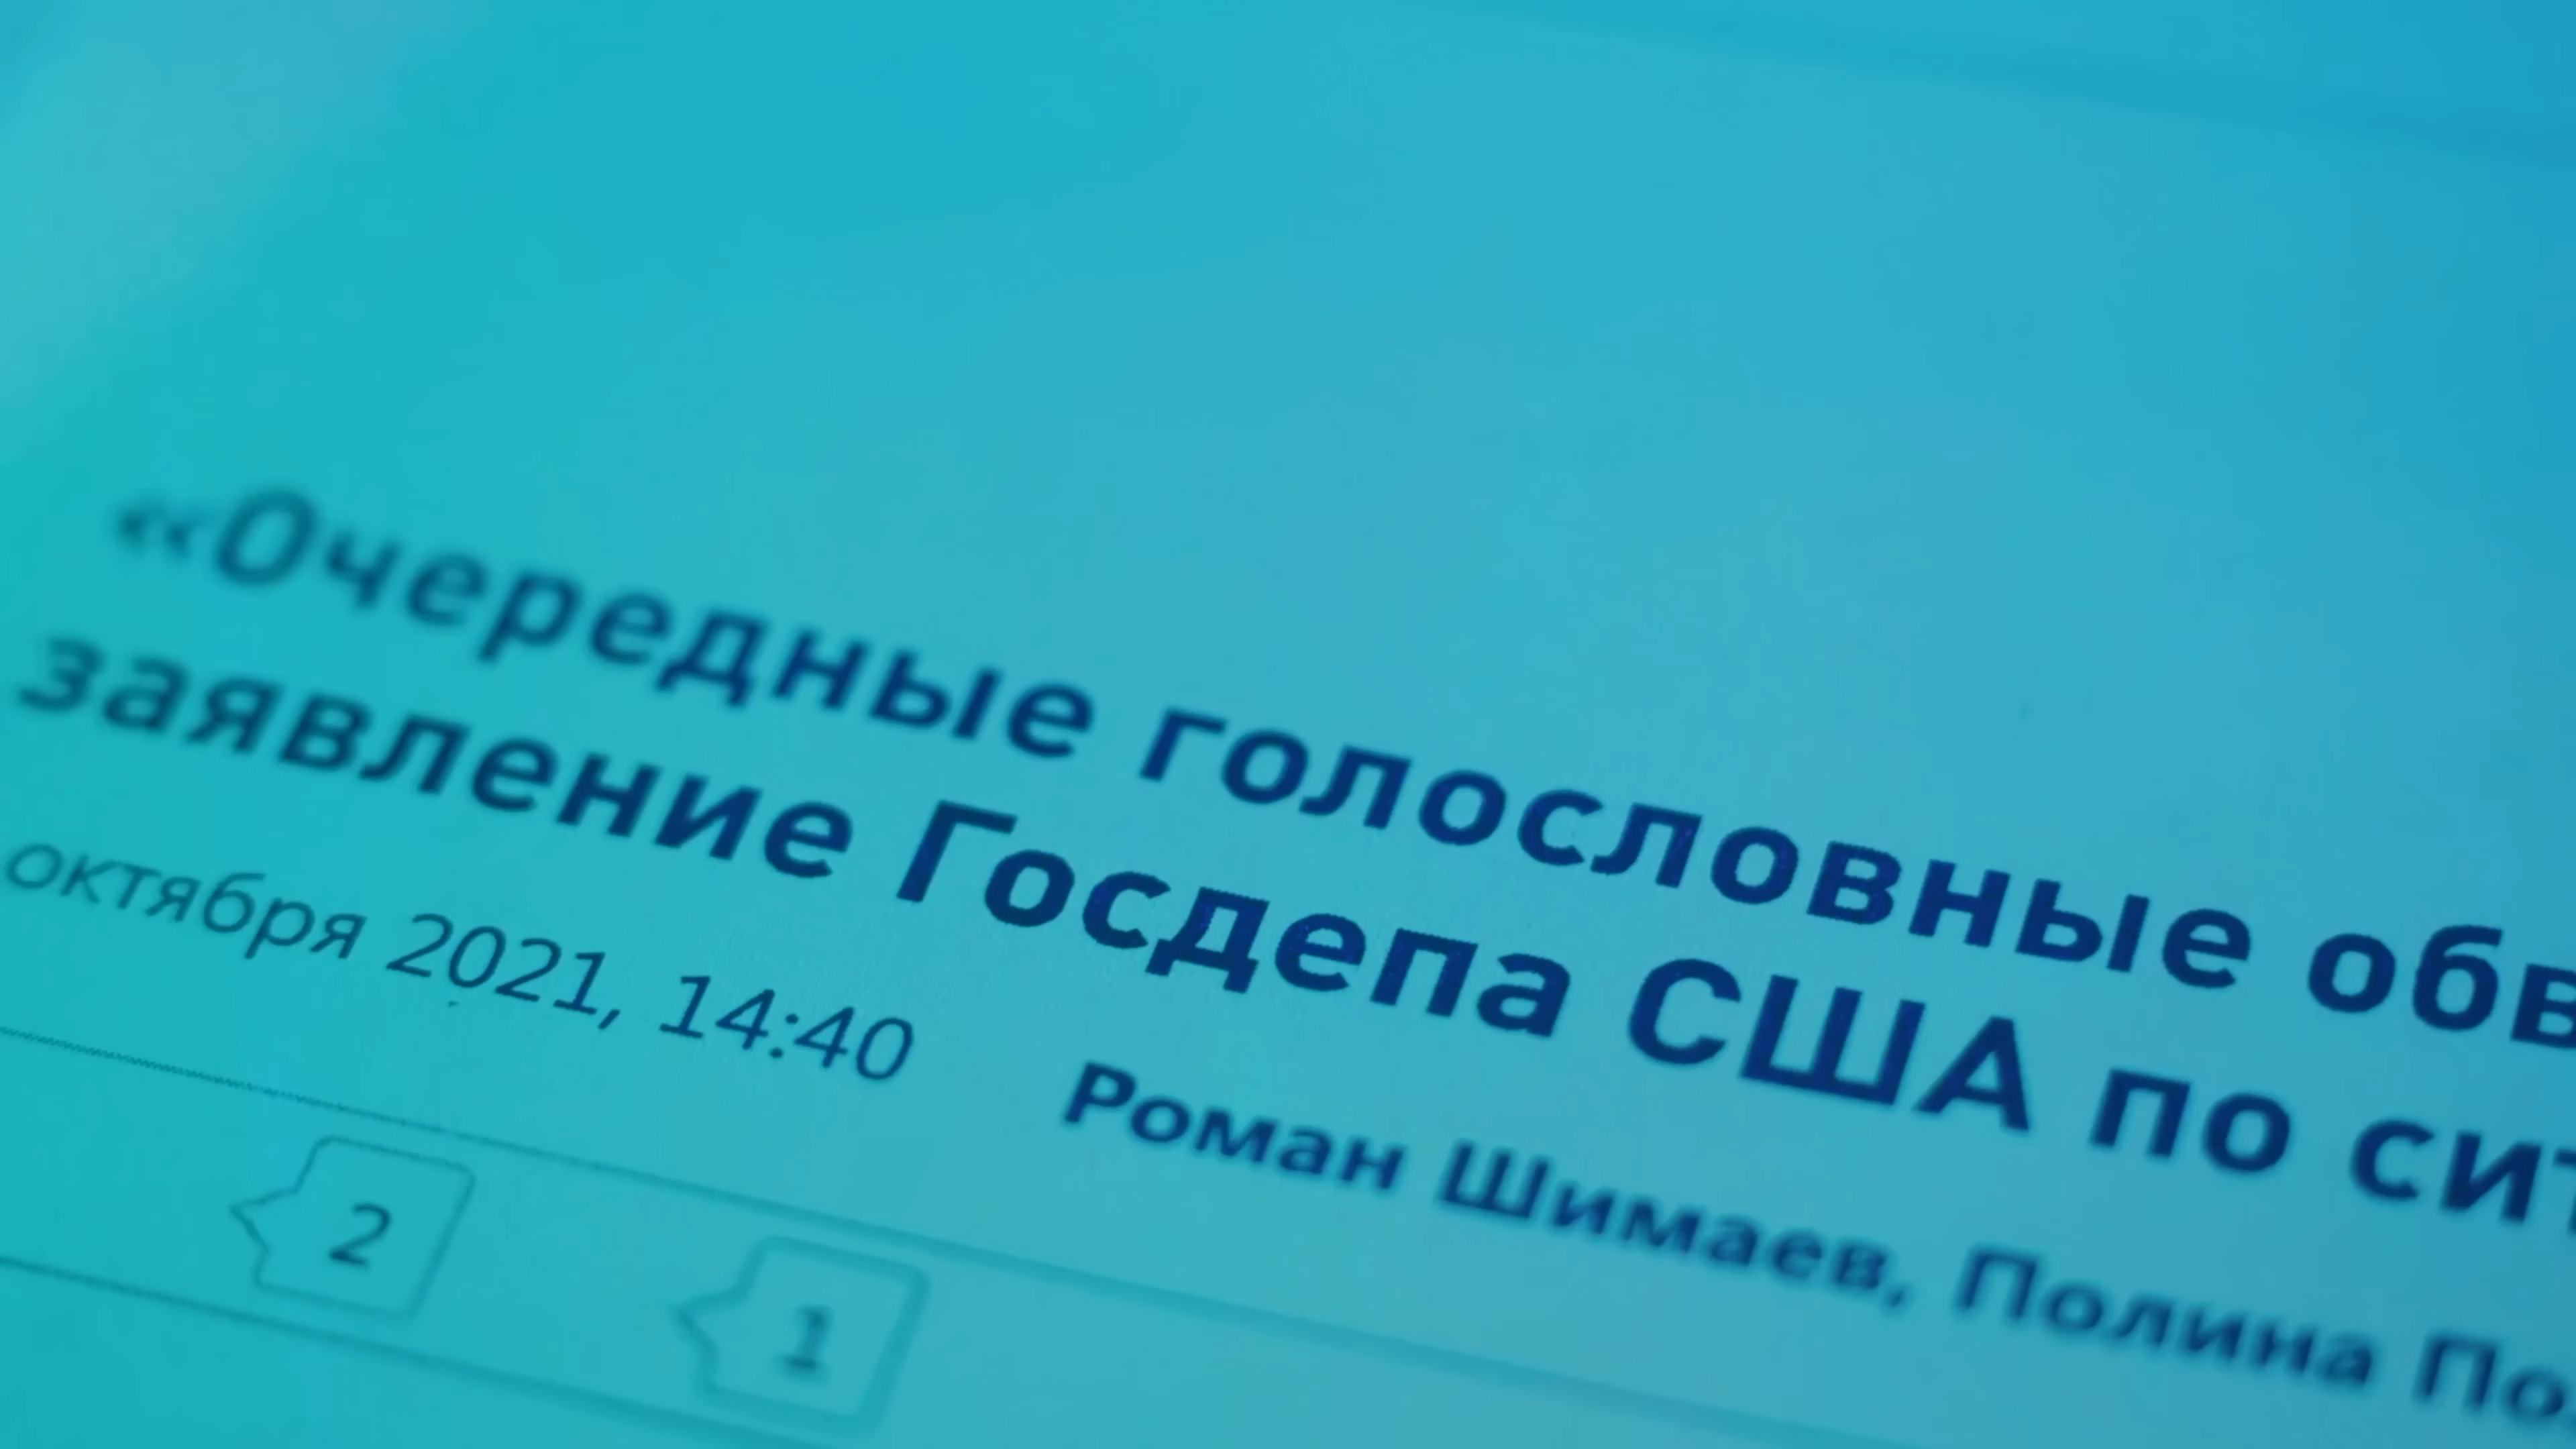 «Очередные голословные обв
заявление Госдепа США по сит
октября 2021, 14:40
Роман Шимаев, Полина По
2
1